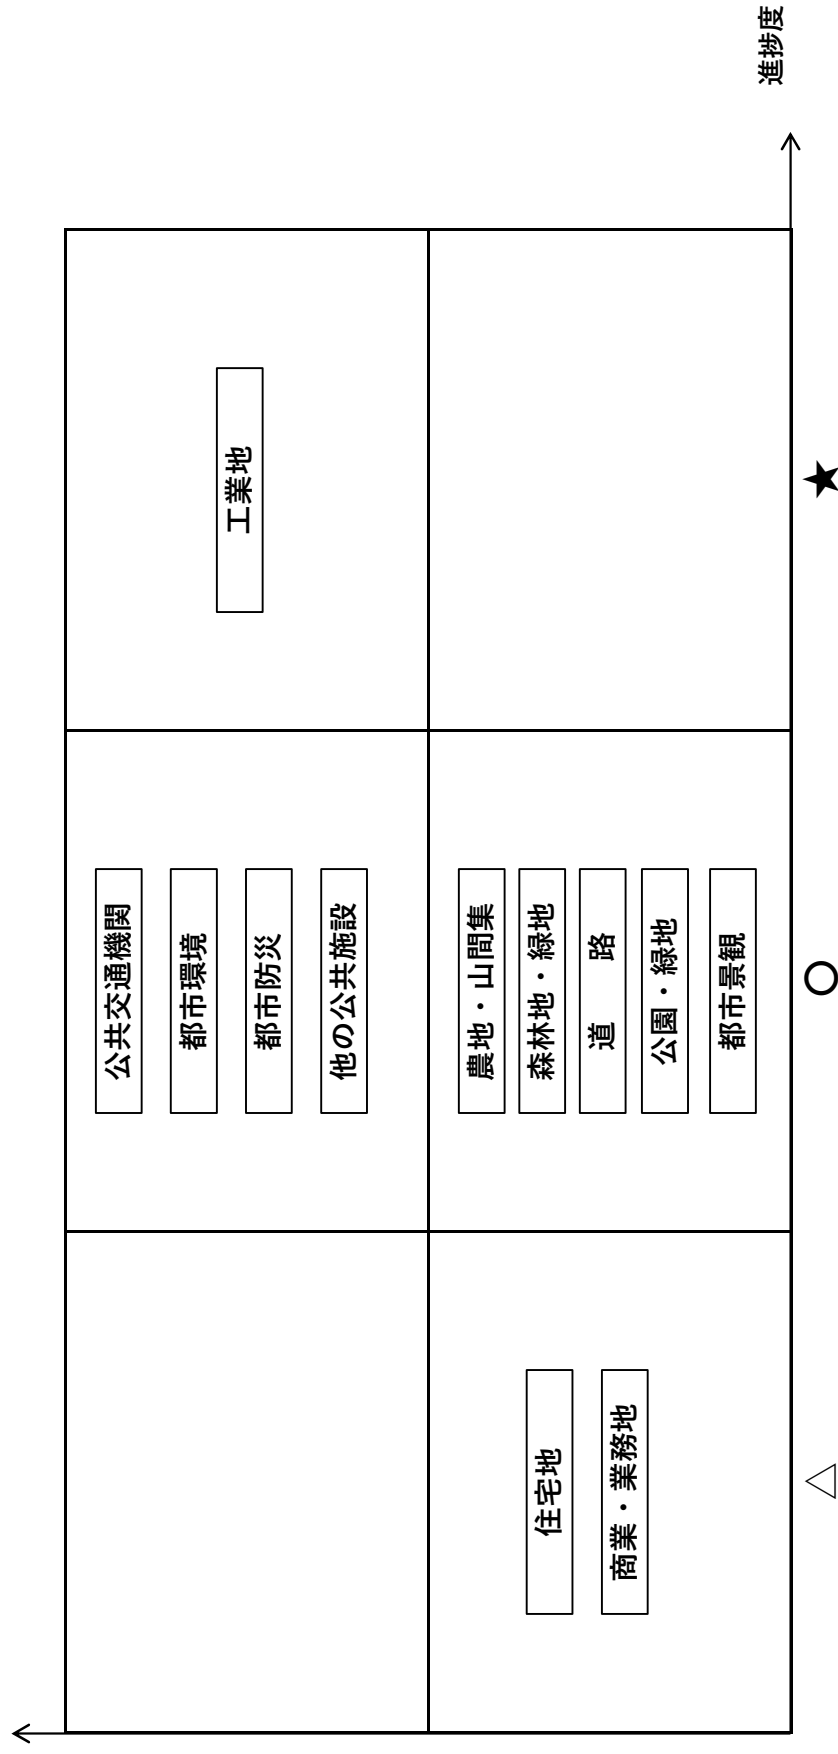 進捗度
工業地
公共交通機関
都市環境
都市防災
他の公共施設
農地・山間集
森林地・緑地
道　路
公園・緑地
都市景観
住宅地
商業・業務地
★
○
△